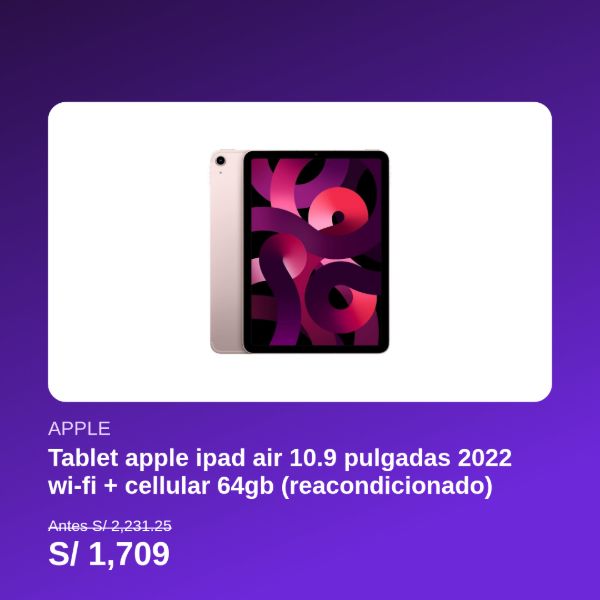 APPLE
Tablet apple ipad air 10.9 pulgadas 2022
wi-fi + cellular 64gb (reacondicionado)
Antes S/ 2,231.25
S/ 1,709